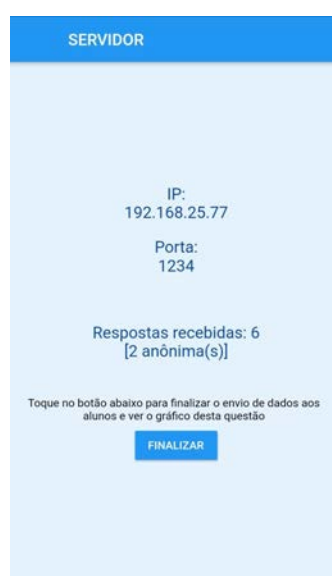 SERVIDOR
IP:
192.168.25.77
Porta:
1234
Respostas recebidas: 6
[2 anônima(s)]
Toque no botão abaixo para finalizar o envio de dados aos
alunos e ver o gráfico desta questão
FINALIZAR